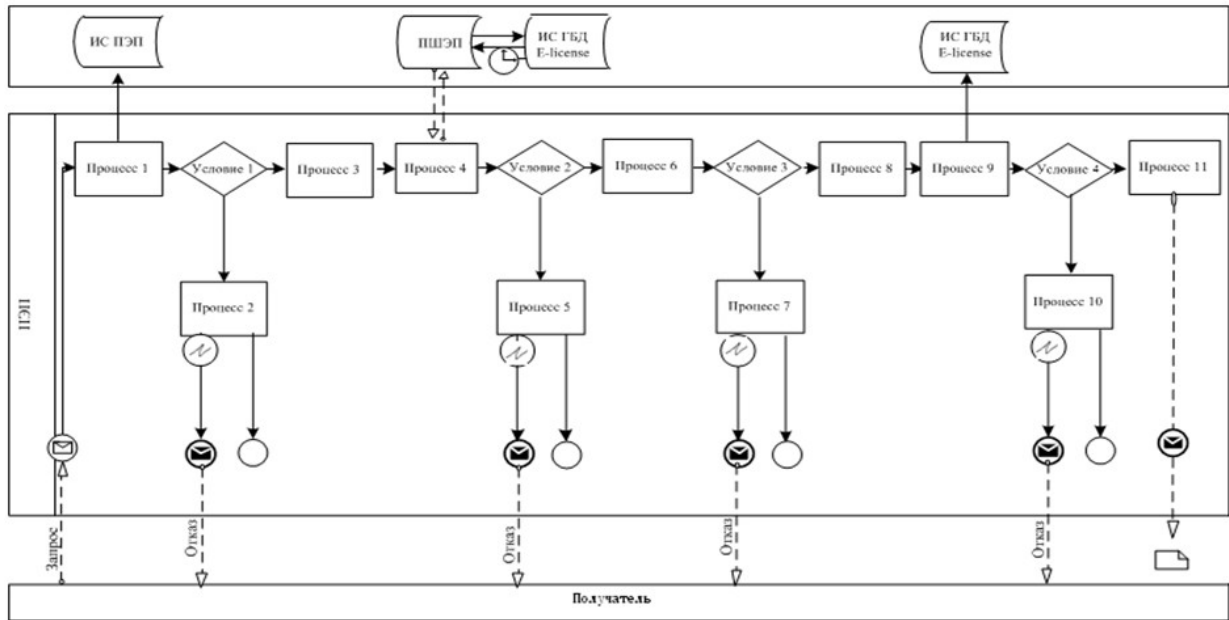 ИС ПЭП
ПШЭП
ИС ГБД
E-license
ИС ГБД
E-license
ПЭП
Процесс 1
Условие 1
Процесс 3
Процесс 4
Условие 2
Процесс 6
Условие 3
Процесс 8
Процесс 9
Условие 4
Процесс 11
Процесс 2
Процесс 5
Процесс 7
Процесс 10
Запрос
Отказ
Отказ
Отказ
Отказ
Получатель